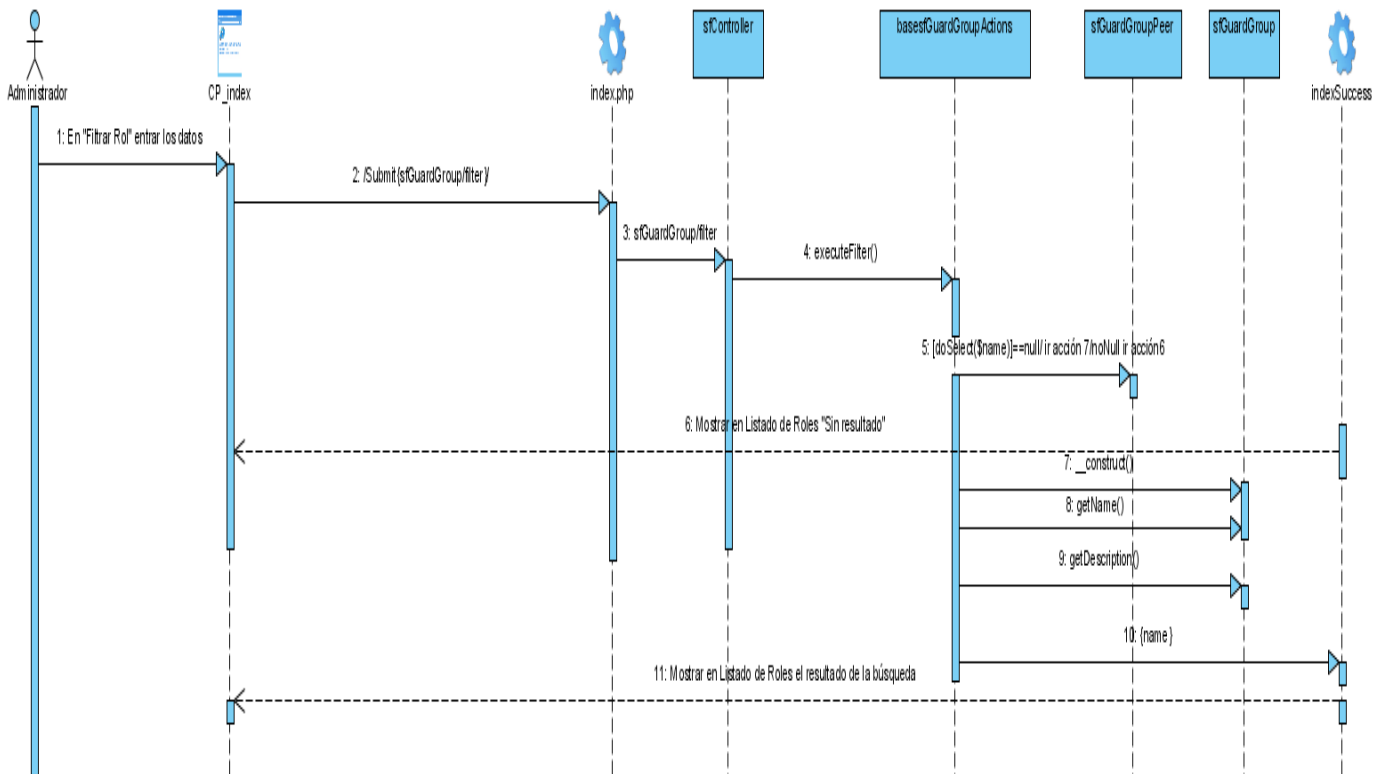 sfController
basesfGuardGroupActions
sfGuardGroupPeer
sfGuardGroup
Administrador
CP_index
index.php
indexSuccess
1: En "Filtrar Rol" entrar los datos
2: /Submit{sfGuardGroup/filter}/
3: sfGuardGroup/filter
4: executeFilter()
5: [doSelect($name)]==null/ ir acción 7/noNull ir acción6
6: Mostrar en Listado de Roles "Sin resultado"
7: __construct()
8: getName()
9: getDescription()
10: {name }
11: Mostrar en Listado de Roles el resultado de la búsqueda